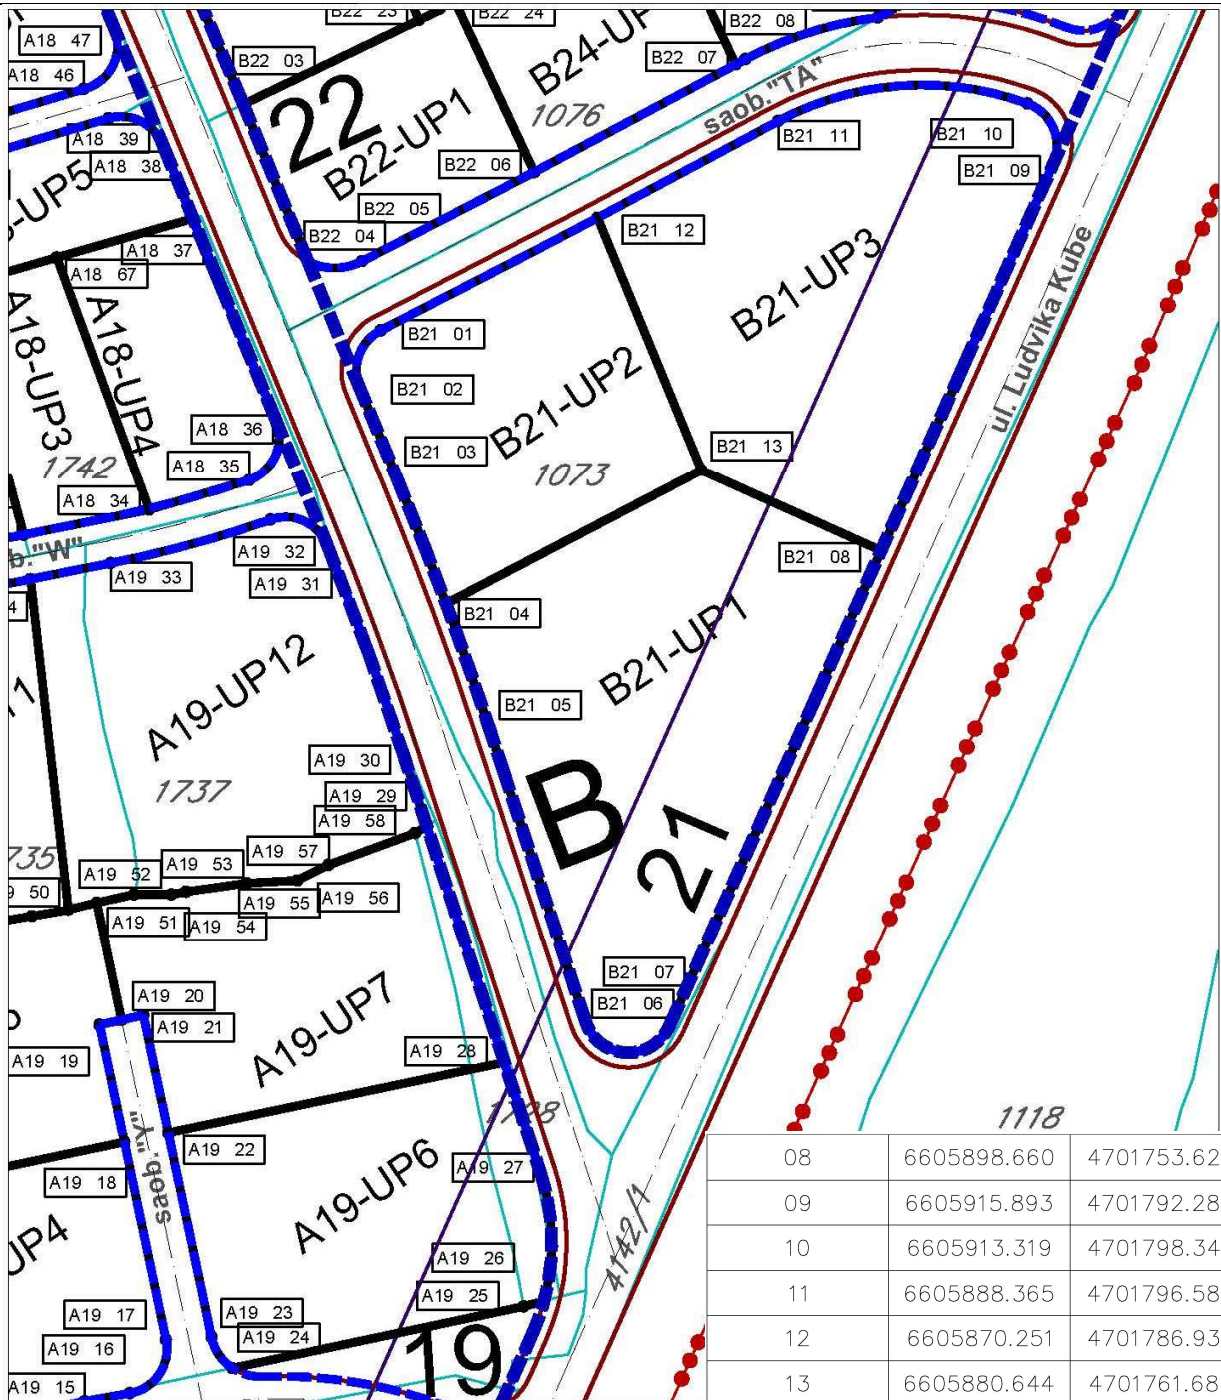 A18 47
A18 46
A18 39
A18 38
B22 03
B22 23
B22 24
B22 08
B22 07
22
B22-UP1
1076
saob."TA"
B22 06
B22 05
B22 04
B21 11
B21 10
B21 09
B21 12
A18 37
A18 67
A18-UP3
A18-UP4
1742
A18 36
A18 35
A18 34
B21 01
B21 02
B21 03
B21-UP2
1073
B21-UP3
B21 13
ul. Ludvika Kube
B21 08
B21 04
B21-UP1
B21 05
A19 32
A19 33
A19 31
A19-UP12
1737
A19 30
A19 29
A19 58
A19 57
A19 53
A19 52
A19 56
A19 55
A19 51
A19 54
B
21
B21 07
B21 06
A19 20
A19 21
A19 19
A19-UP7
A19 28
saob."Y"
A19 22
A19 18
A19-UP6
A19 27
A19 26
A19 25
A19 17
A19 23
A19 16
A19 24
A19 15
19
4142/1
1118
08 6605898.660 4701753.62
09 6605915.893 4701792.28
10 6605913.319 4701798.34
11 6605888.365 4701796.58
12 6605870.251 4701786.93
13 6605880.644 4701761.68